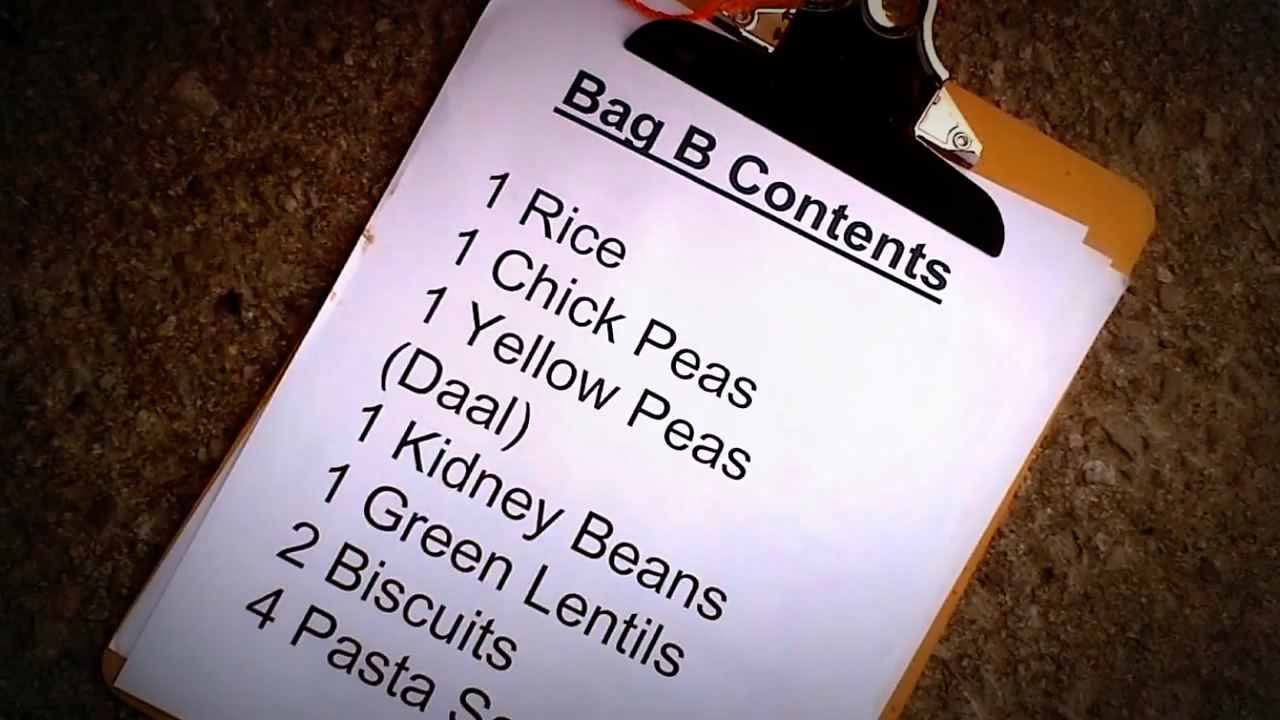 Bag B Contents
1 Rice
1 Chick Peas
1 Yellow Peas
(Daal)
1 Kidney Beans
1 Green Lentils
2 Biscuits
4 Pasta